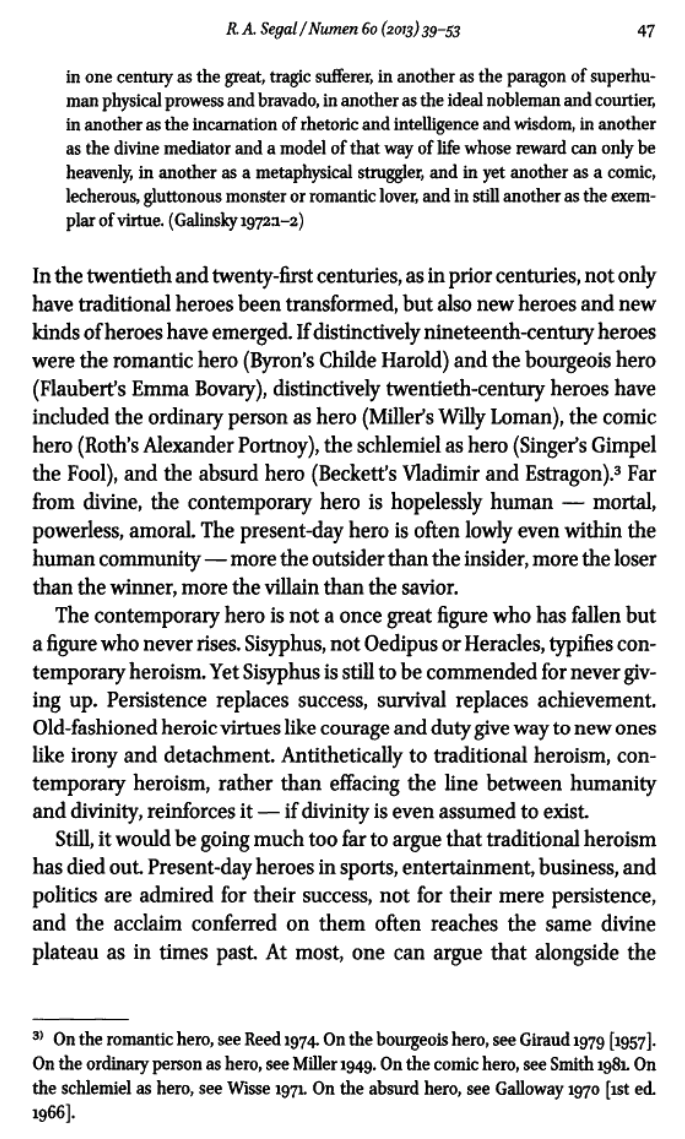 R. A. Segal / Numen 60 (2013) 39–53 47
in one century as the great, tragic sufferer, in another as the paragon of superhu-
man physical prowess and bravado, in another as the ideal nobleman and courtier,
in another as the incarnation of rhetoric and intelligence and wisdom, in another
as the divine mediator and a model of that way of life whose reward can only be
heavenly, in another as a metaphysical struggler, and in yet another as a comic,
lecherous, gluttonous monster or romantic lover, and in still another as the exem-
plar of virtue. (Galinsky 1972:1–2)
In the twentieth and twenty-first centuries, as in prior centuries, not only
have traditional heroes been transformed, but also new heroes and new
kinds of heroes have emerged. If distinctively nineteenth-century heroes
were the romantic hero (Byron's Childe Harold) and the bourgeois hero
(Flaubert's Emma Bovary), distinctively twentieth-century heroes have
included the ordinary person as hero (Miller's Willy Loman), the comic
hero (Roth's Alexander Portnoy), the schlemiel as hero (Singer's Gimpel
the Fool), and the absurd hero (Beckett's Vladimir and Estragon).³ Far
from divine, the contemporary hero is hopelessly human — mortal,
powerless, amoral. The present-day hero is often lowly even within the
human community — more the outsider than the insider, more the loser
than the winner, more the villain than the savior.
The contemporary hero is not a once great figure who has fallen but
a figure who never rises. Sisyphus, not Oedipus or Heracles, typifies con-
temporary heroism. Yet Sisyphus is still to be commended for never giv-
ing up. Persistence replaces success, survival replaces achievement.
Old-fashioned heroic virtues like courage and duty give way to new ones
like irony and detachment. Antithetically to traditional heroism, con-
temporary heroism, rather than effacing the line between humanity
and divinity, reinforces it — if divinity is even assumed to exist.
Still, it would be going much too far to argue that traditional heroism
has died out. Present-day heroes in sports, entertainment, business, and
politics are admired for their success, not for their mere persistence,
and the acclaim conferred on them often reaches the same divine
plateau as in times past. At most, one can argue that alongside the
³⁾ On the romantic hero, see Reed 1974. On the bourgeois hero, see Giraud 1979 [1957].
On the ordinary person as hero, see Miller 1949. On the comic hero, see Smith 1981. On
the schlemiel as hero, see Wisse 1971. On the absurd hero, see Galloway 1970 [1st ed.
1966].